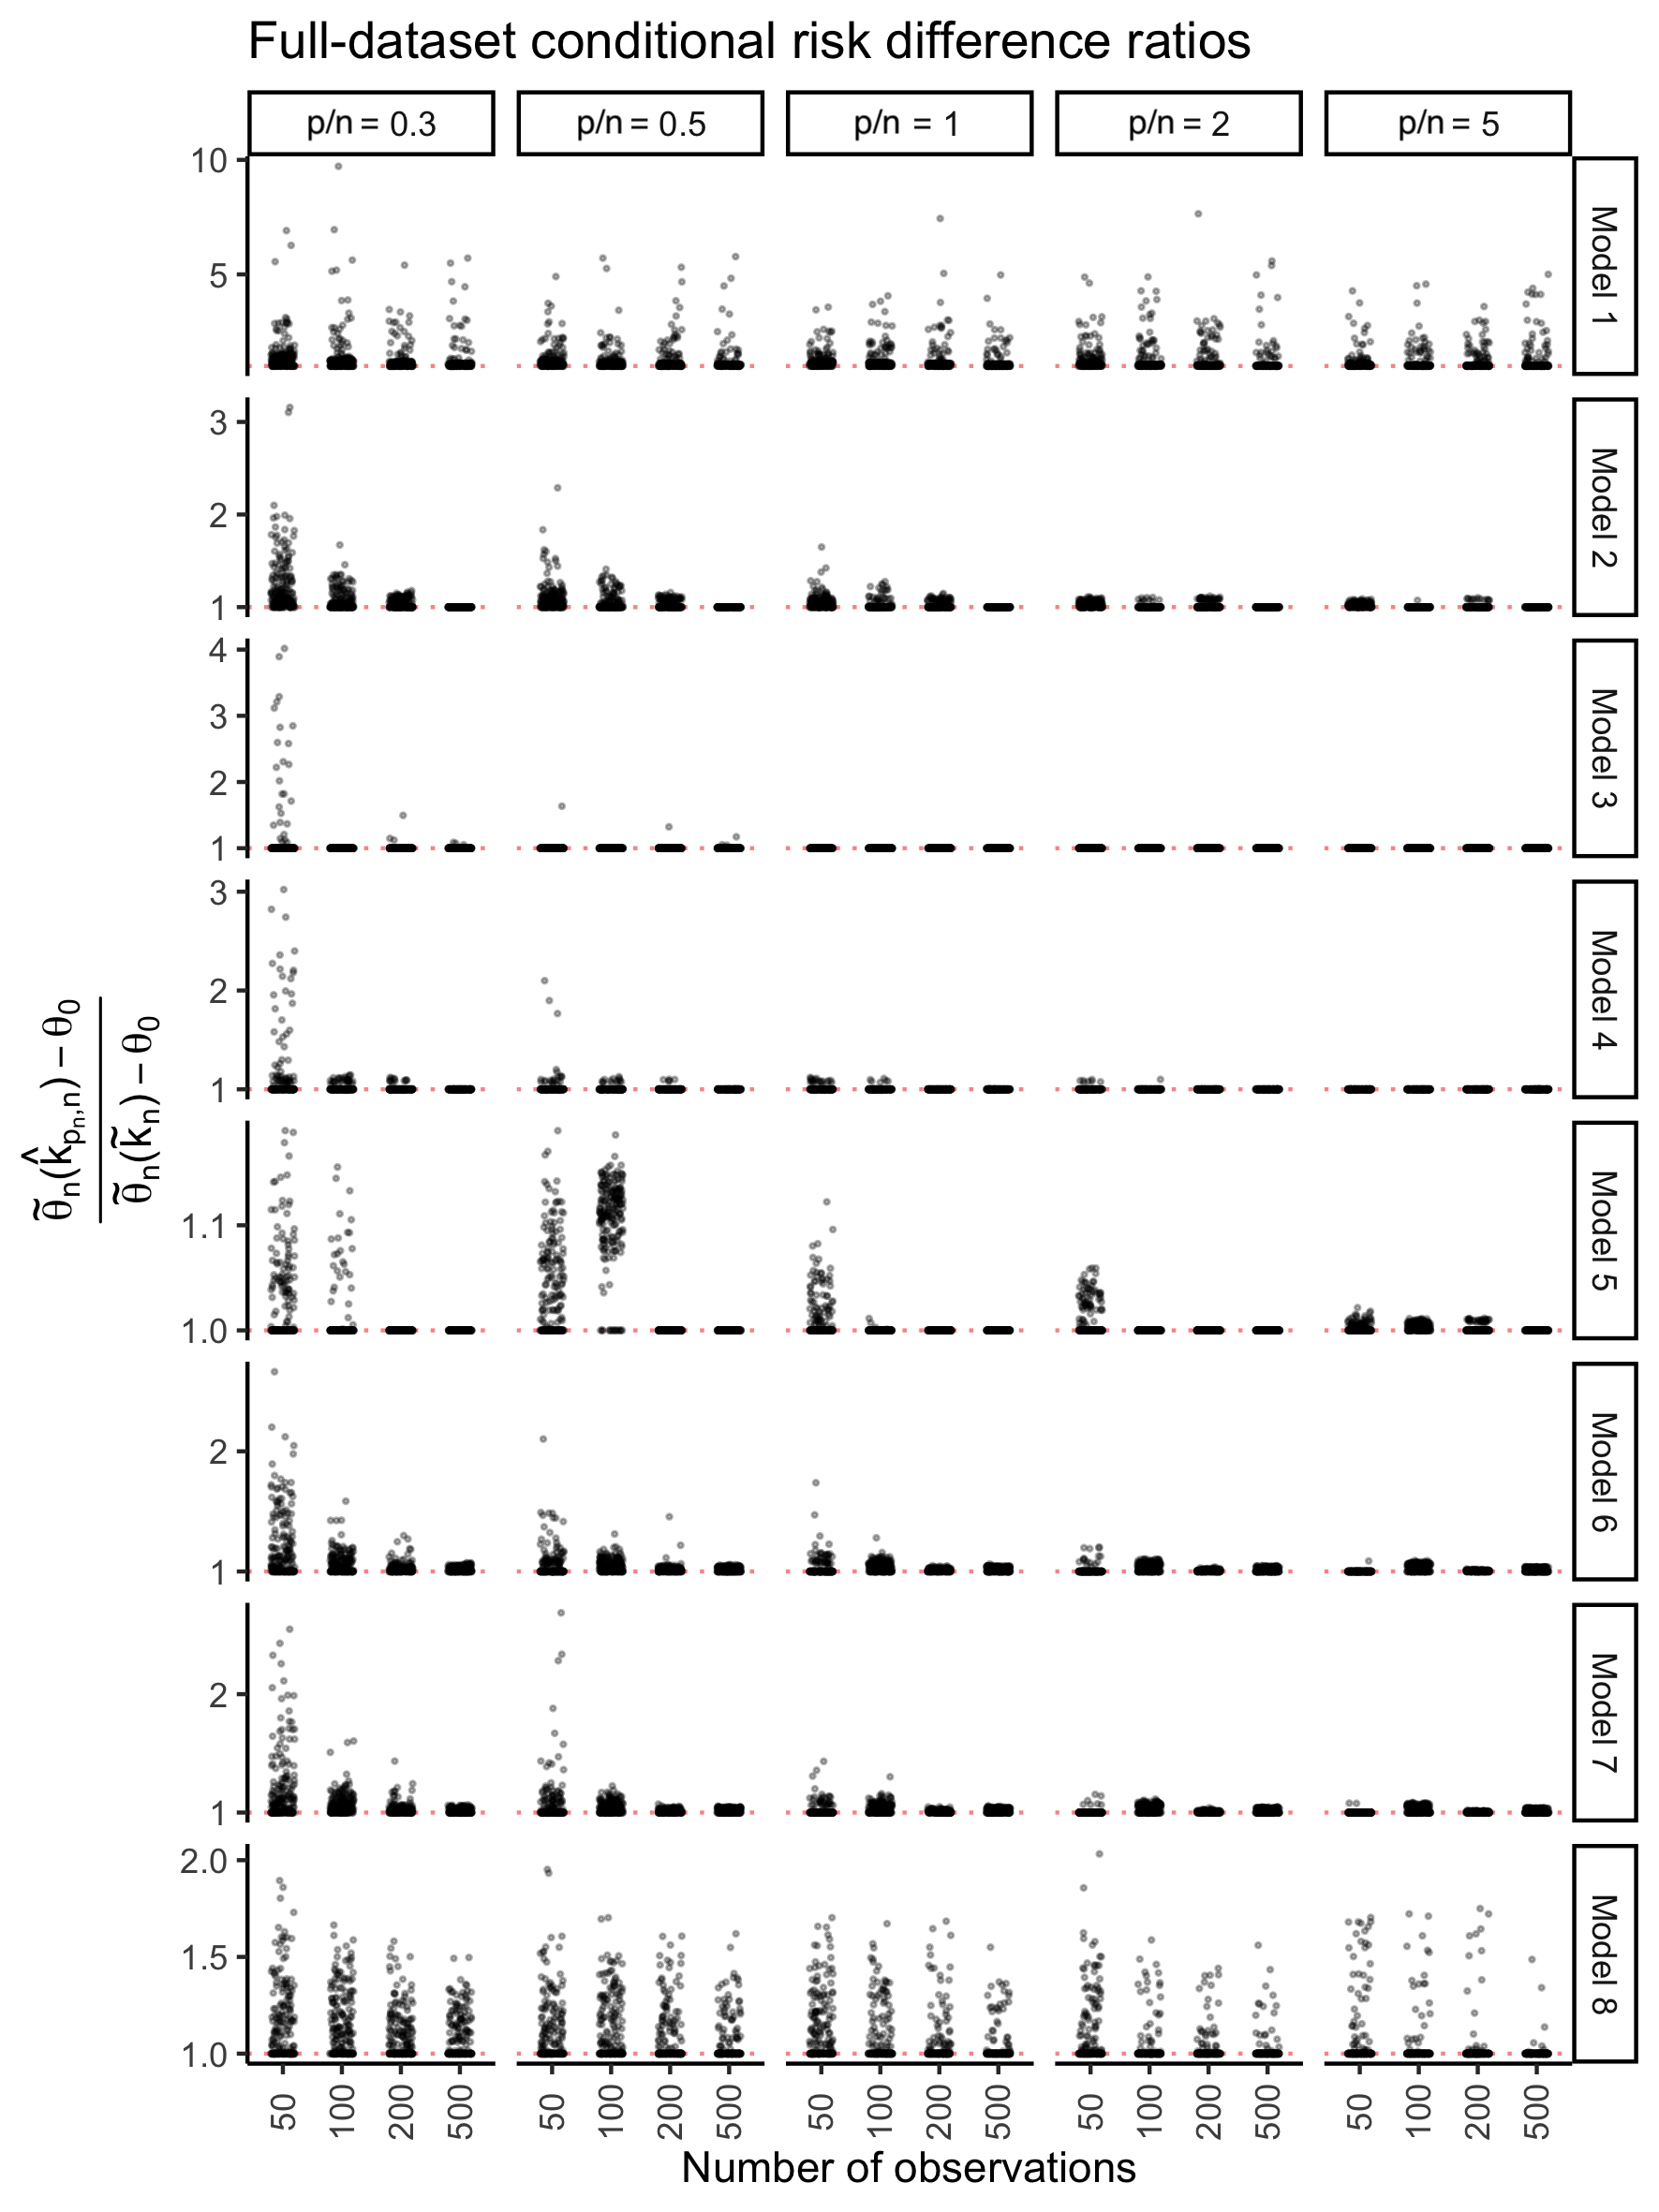 Full-dataset conditional risk difference ratios
p/n = 0.3 p/n = 0.5 p/n = 1 p/n = 2 p/n = 5
10
5
Model 1
3
2
1
Model 2
4
3
2
1
Model 3
3
2
1
Model 4
1.1
1.0
Model 5
2
1
Model 6
2
1
Model 7
2.0
1.5
1.0
Model 8
θ̃ₙ(k̂ₚₙ,ₙ) − θ₀
θ̃ₙ(k̃ₙ) − θ₀
50 100 200 500 50 100 200 500 50 100 200 500 50 100 200 500 50 100 200 500
Number of observations